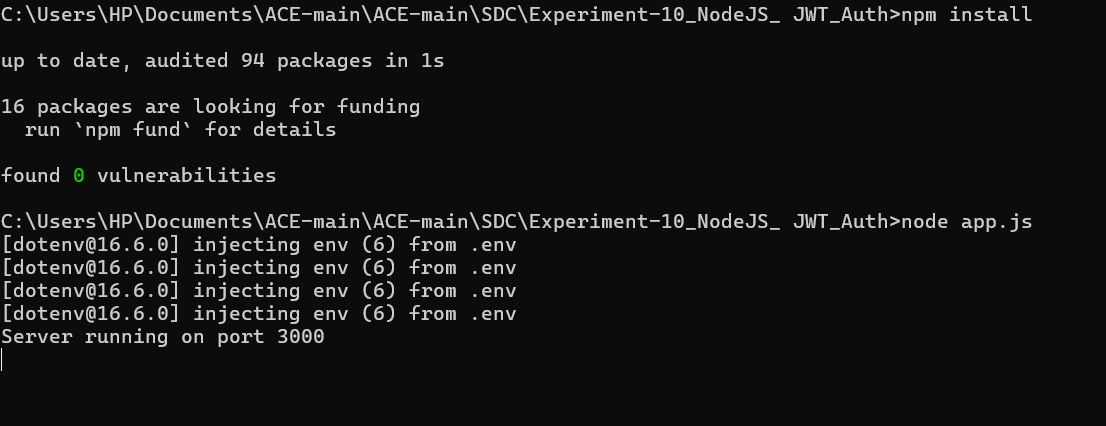 C:\Users\HP\Documents\ACE-main\ACE-main\SDC\Experiment-10_NodeJS_ JWT_Auth>npm install
up to date, audited 94 packages in 1s
16 packages are looking for funding
  run `npm fund` for details
found 0 vulnerabilities
C:\Users\HP\Documents\ACE-main\ACE-main\SDC\Experiment-10_NodeJS_ JWT_Auth>node app.js
[dotenv@16.6.0] injecting env (6) from .env
[dotenv@16.6.0] injecting env (6) from .env
[dotenv@16.6.0] injecting env (6) from .env
[dotenv@16.6.0] injecting env (6) from .env
Server running on port 3000